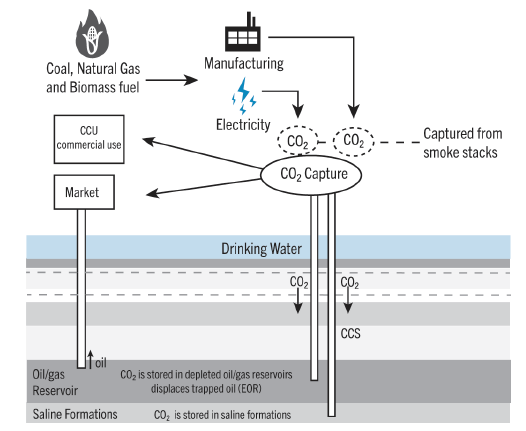 Coal, Natural Gas
and Biomass fuel
Manufacturing
Electricity
CCU
commercial use
CO₂
CO₂
Captured from
smoke stacks
CO₂ Capture
Market
Drinking Water
CO₂
CO₂
CCS
oil
Oil/gas
Reservoir
CO₂ is stored in depleted oil/gas reservoirs
displaces trapped oil (EOR)
Saline Formations
CO₂ is stored in saline formations